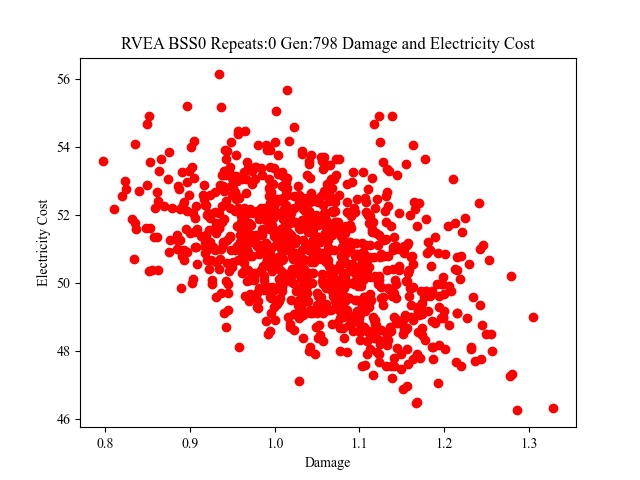 RVEA BSS0 Repeats:0 Gen:798 Damage and Electricity Cost
56
54
52
50
48
46
Electricity Cost
0.8 0.9 1.0 1.1 1.2 1.3
Damage